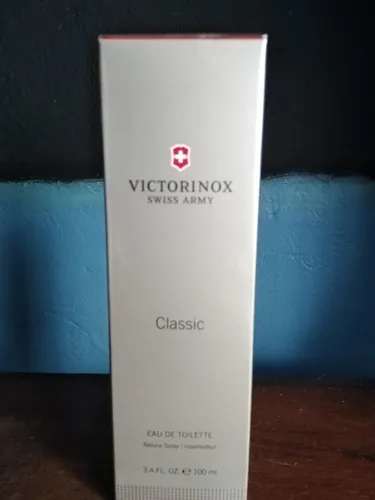 VICTORINOX
SWISS ARMY
Classic
EAU DE TOILETTE
Natural Spray / Vaporisateur
3.4 FL. OZ. ℮ 100 ml